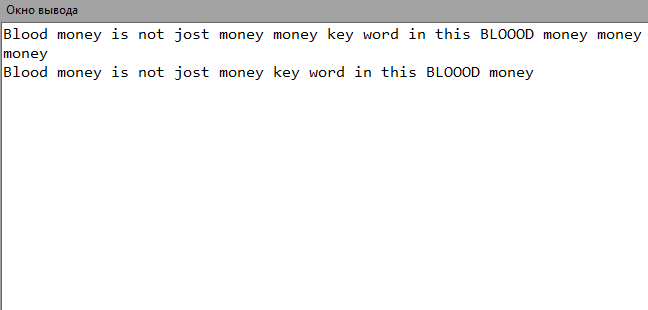 Окно вывода
Blood money is not jost money money key word in this BLOOOD money money
money
Blood money is not jost money key word in this BLOOOD money